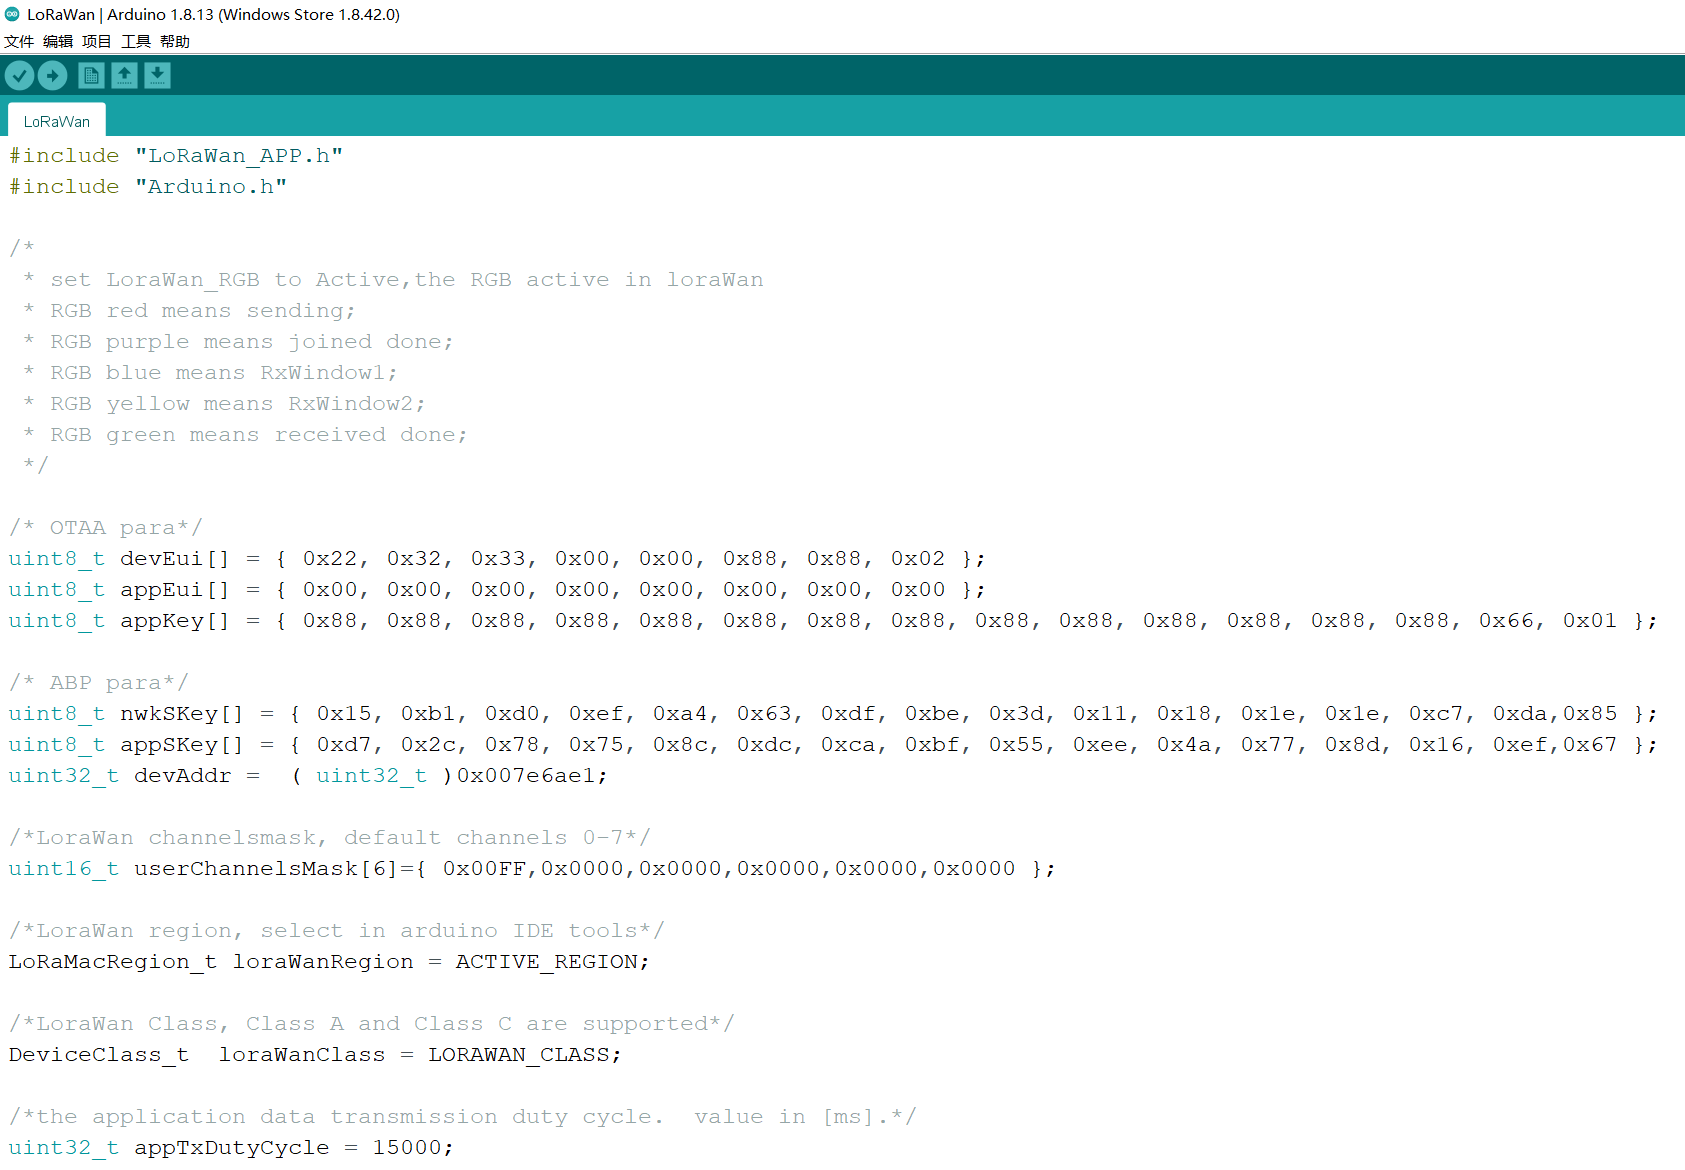 LoRaWan | Arduino 1.8.13 (Windows Store 1.8.42.0)
文件 编辑 项目 工具 帮助
LoRaWan
#include "LoRaWan_APP.h"
#include "Arduino.h"
/*
 * set LoraWan_RGB to Active,the RGB active in loraWan
 * RGB red means sending;
 * RGB purple means joined done;
 * RGB blue means RxWindow1;
 * RGB yellow means RxWindow2;
 * RGB green means received done;
 */
/* OTAA para*/
uint8_t devEui[] = { 0x22, 0x32, 0x33, 0x00, 0x00, 0x88, 0x88, 0x02 };
uint8_t appEui[] = { 0x00, 0x00, 0x00, 0x00, 0x00, 0x00, 0x00, 0x00 };
uint8_t appKey[] = { 0x88, 0x88, 0x88, 0x88, 0x88, 0x88, 0x88, 0x88, 0x88, 0x88, 0x88, 0x88, 0x88, 0x88, 0x66, 0x01 };
/* ABP para*/
uint8_t nwkSKey[] = { 0x15, 0xb1, 0xd0, 0xef, 0xa4, 0x63, 0xdf, 0xbe, 0x3d, 0x11, 0x18, 0x1e, 0x1e, 0xc7, 0xda,0x85 };
uint8_t appSKey[] = { 0xd7, 0x2c, 0x78, 0x75, 0x8c, 0xdc, 0xca, 0xbf, 0x55, 0xee, 0x4a, 0x77, 0x8d, 0x16, 0xef,0x67 };
uint32_t devAddr =  ( uint32_t )0x007e6ae1;
/*LoraWan channelsmask, default channels 0-7*/
uint16_t userChannelsMask[6]={ 0x00FF,0x0000,0x0000,0x0000,0x0000,0x0000 };
/*LoraWan region, select in arduino IDE tools*/
LoRaMacRegion_t loraWanRegion = ACTIVE_REGION;
/*LoraWan Class, Class A and Class C are supported*/
DeviceClass_t  loraWanClass = LORAWAN_CLASS;
/*the application data transmission duty cycle.  value in [ms].*/
uint32_t appTxDutyCycle = 15000;